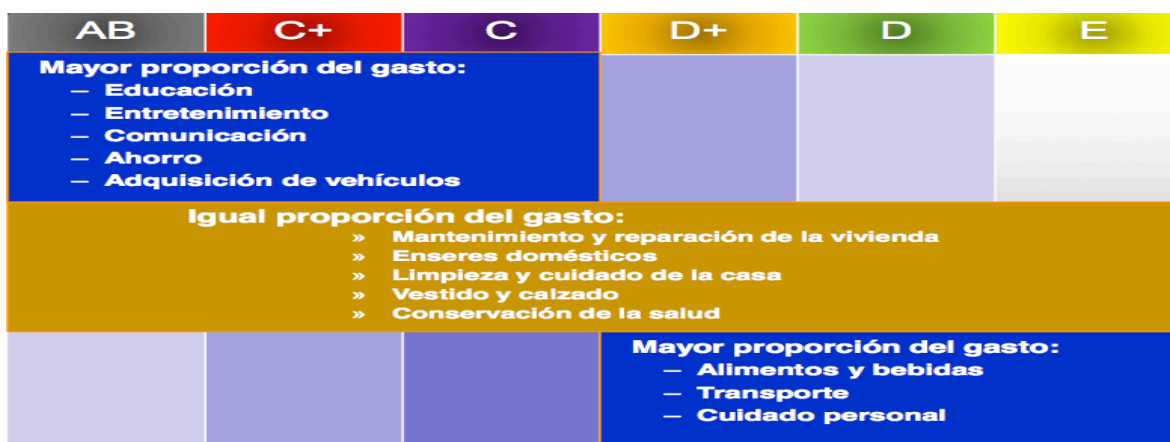 AB C+ C D+ D E
Mayor proporción del gasto:
– Educación
– Entretenimiento
– Comunicación
– Ahorro
– Adquisición de vehículos
Igual proporción del gasto:
» Mantenimiento y reparación de la vivienda
» Enseres domésticos
» Limpieza y cuidado de la casa
» Vestido y calzado
» Conservación de la salud
Mayor proporción del gasto:
– Alimentos y bebidas
– Transporte
– Cuidado personal